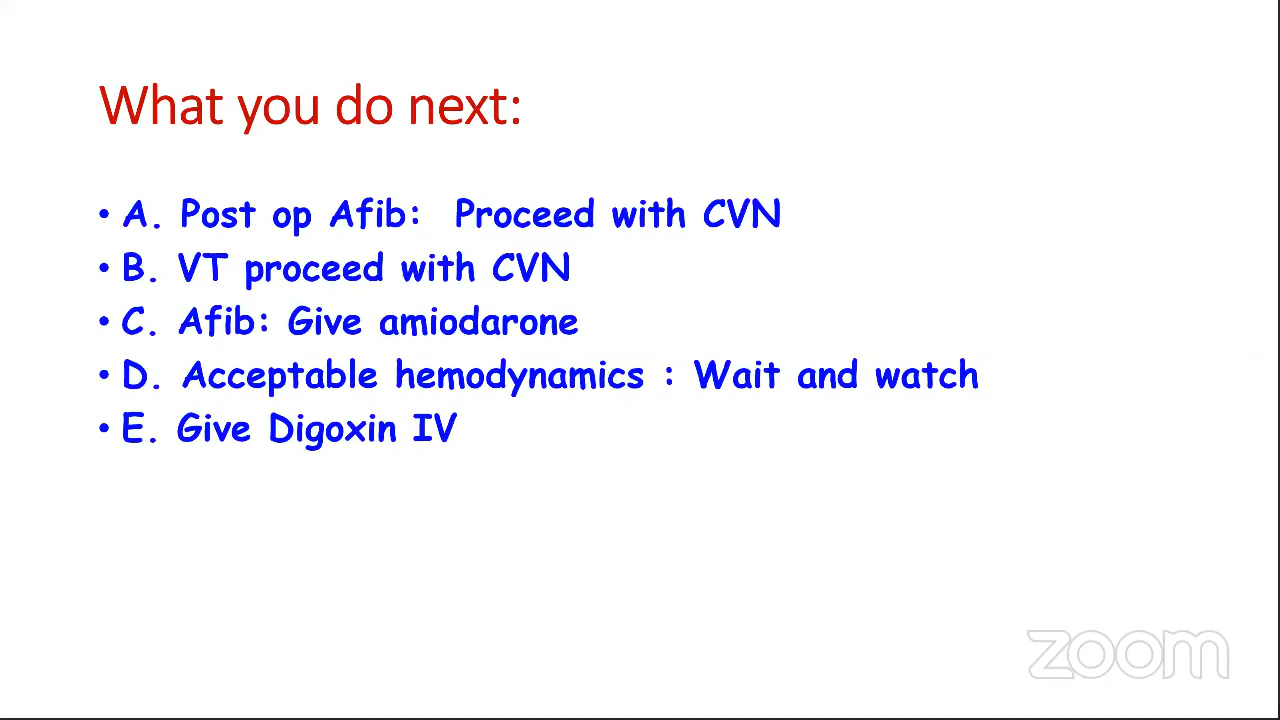 What you do next:
• A. Post op Afib:  Proceed with CVN
• B. VT proceed with CVN
• C. Afib: Give amiodarone
• D. Acceptable hemodynamics : Wait and watch
• E. Give Digoxin IV
zoom